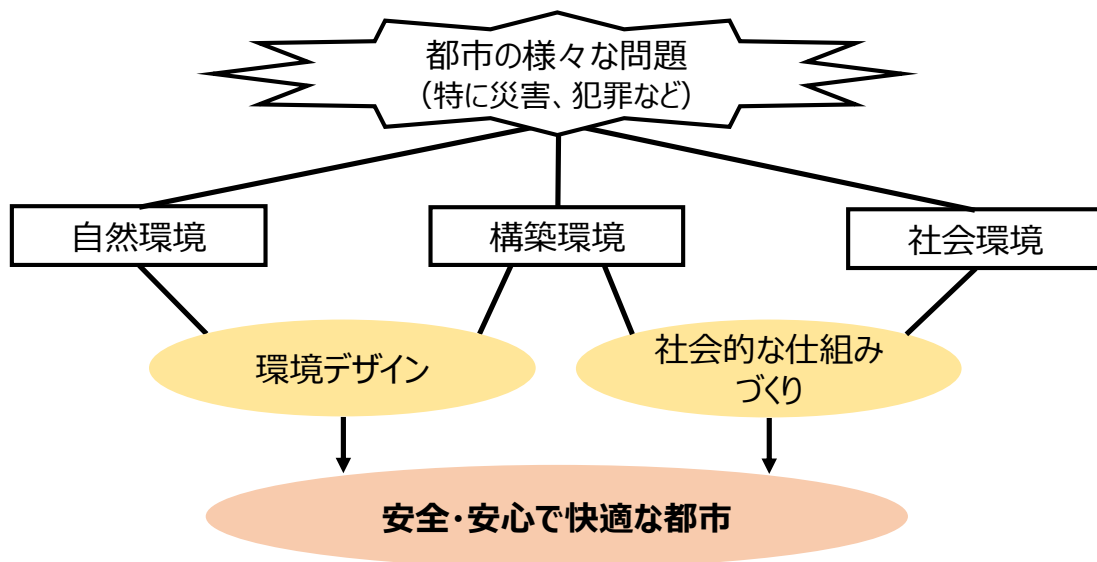 都市の様々な問題
（特に災害、犯罪など）
自然環境
構築環境
社会環境
環境デザイン
社会的な仕組み
づくり
安全・安心で快適な都市